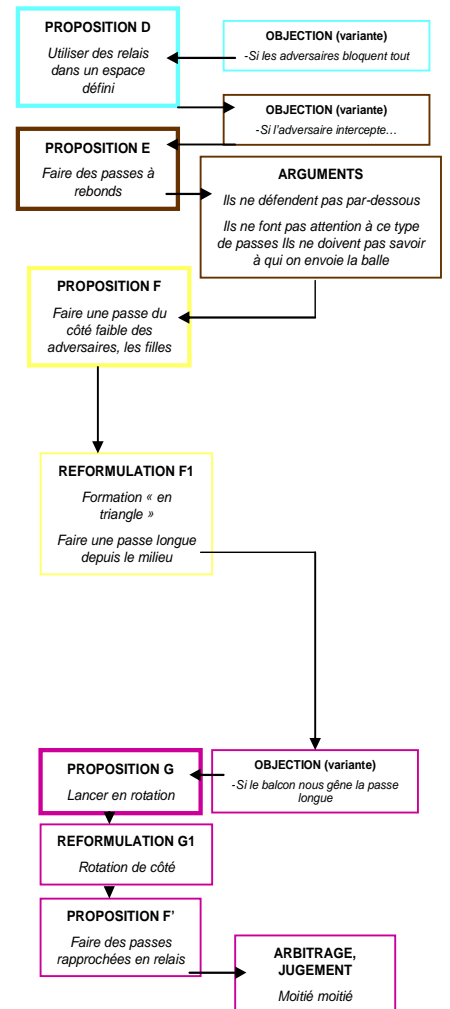 PROPOSITION D
Utiliser des relais
dans un espace
défini
OBJECTION (variante)
-Si les adversaires bloquent tout
OBJECTION (variante)
-Si l'adversaire intercepte…
PROPOSITION E
Faire des passes à
rebonds
ARGUMENTS
Ils ne défendent pas par-dessous
Ils ne font pas attention à ce type
de passes Ils ne doivent pas savoir
à qui on envoie la balle
PROPOSITION F
Faire une passe du
côté faible des
adversaires, les filles
REFORMULATION F1
Formation « en
triangle »
Faire une passe longue
depuis le milieu
OBJECTION (variante)
-Si le balcon nous gêne la passe
longue
PROPOSITION G
Lancer en rotation
REFORMULATION G1
Rotation de côté
PROPOSITION F'
Faire des passes
rapprochées en relais
ARBITRAGE,
JUGEMENT
Moitié moitié